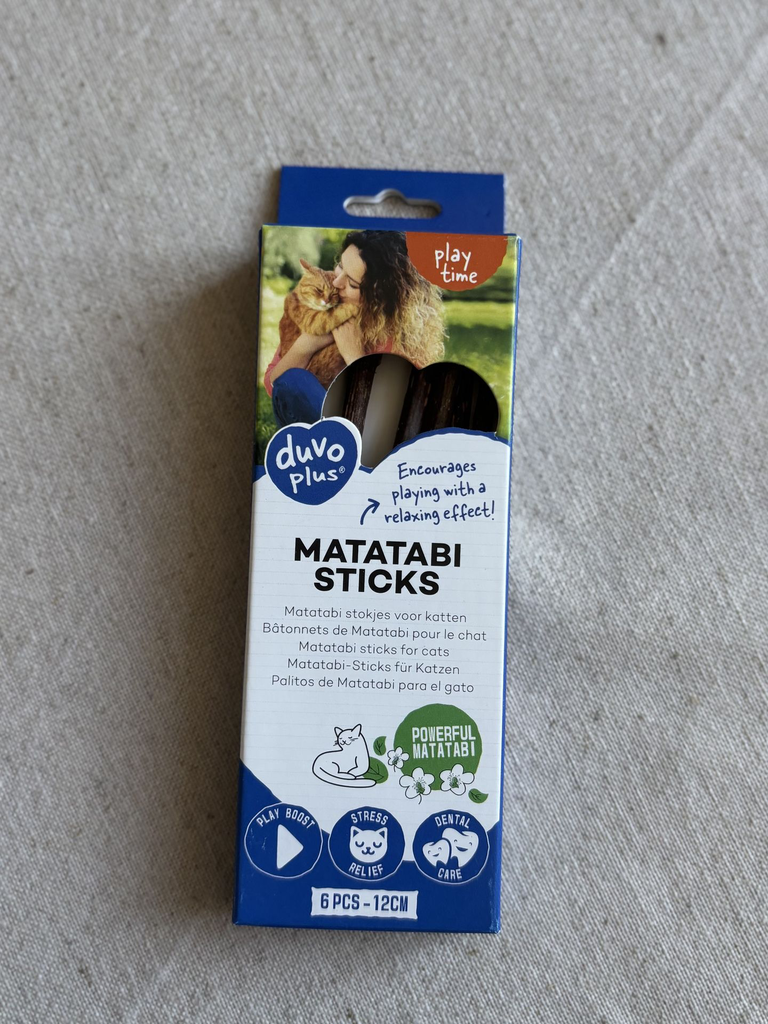 play
time
duvo
plus®
Encourages
playing with a
relaxing effect!
MATATABI
STICKS
Matatabi stokjes voor katten
Bâtonnets de Matatabi pour le chat
Matatabi sticks for cats
Matatabi-Sticks für Katzen
Palitos de Matatabi para el gato
POWERFUL
MATATABI
PLAY BOOST
STRESS
RELIEF
DENTAL
CARE
6 PCS - 12CM